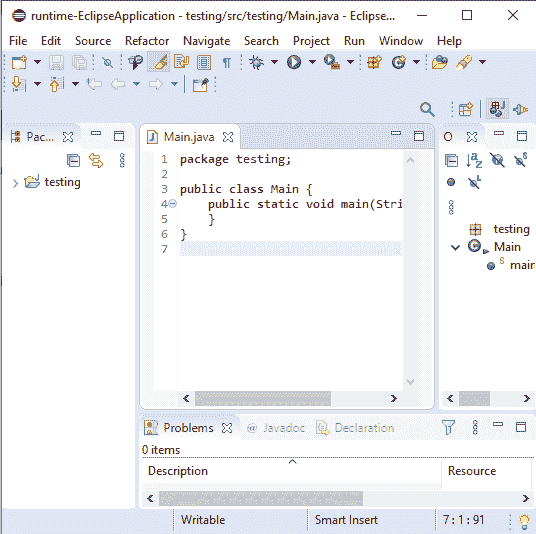 runtime-EclipseApplication - testing/src/testing/Main.java - Eclipse...
File Edit Source Refactor Navigate Search Project Run Window Help
Pac...
testing
Main.java
1 package testing;
2
3 public class Main {
4 public static void main(Stri
5 }
6 }
7
O
testing
Main
main
Problems @ Javadoc Declaration
0 items
Description Resource
Writable Smart Insert 7 : 1 : 91